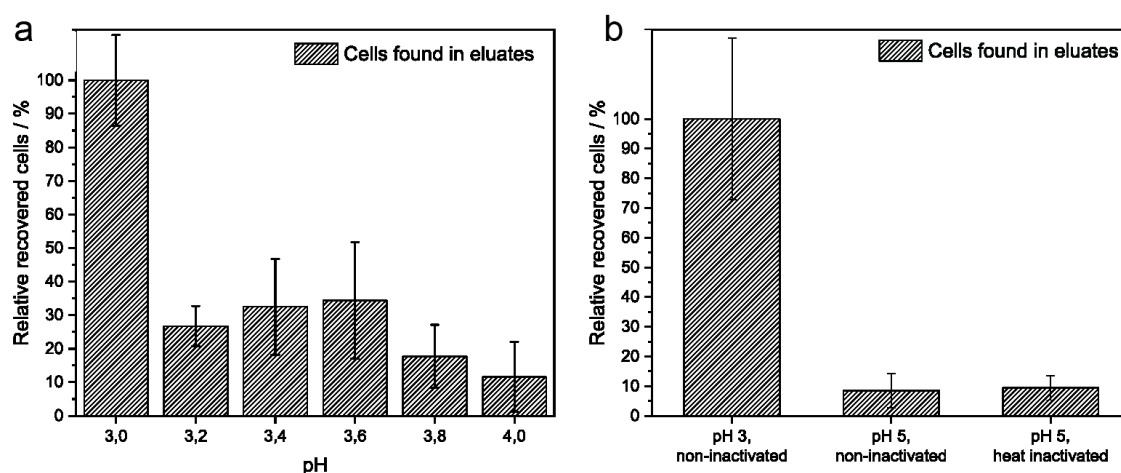 a
Cells found in eluates
Relative recovered cells / %
100
90
80
70
60
50
40
30
20
10
0
3,0 3,2 3,4 3,6 3,8 4,0
pH
b
Cells found in eluates
Relative recovered cells / %
100
90
80
70
60
50
40
30
20
10
0
pH 3, pH 5, pH 5,
non-inactivated non-inactivated heat inactivated